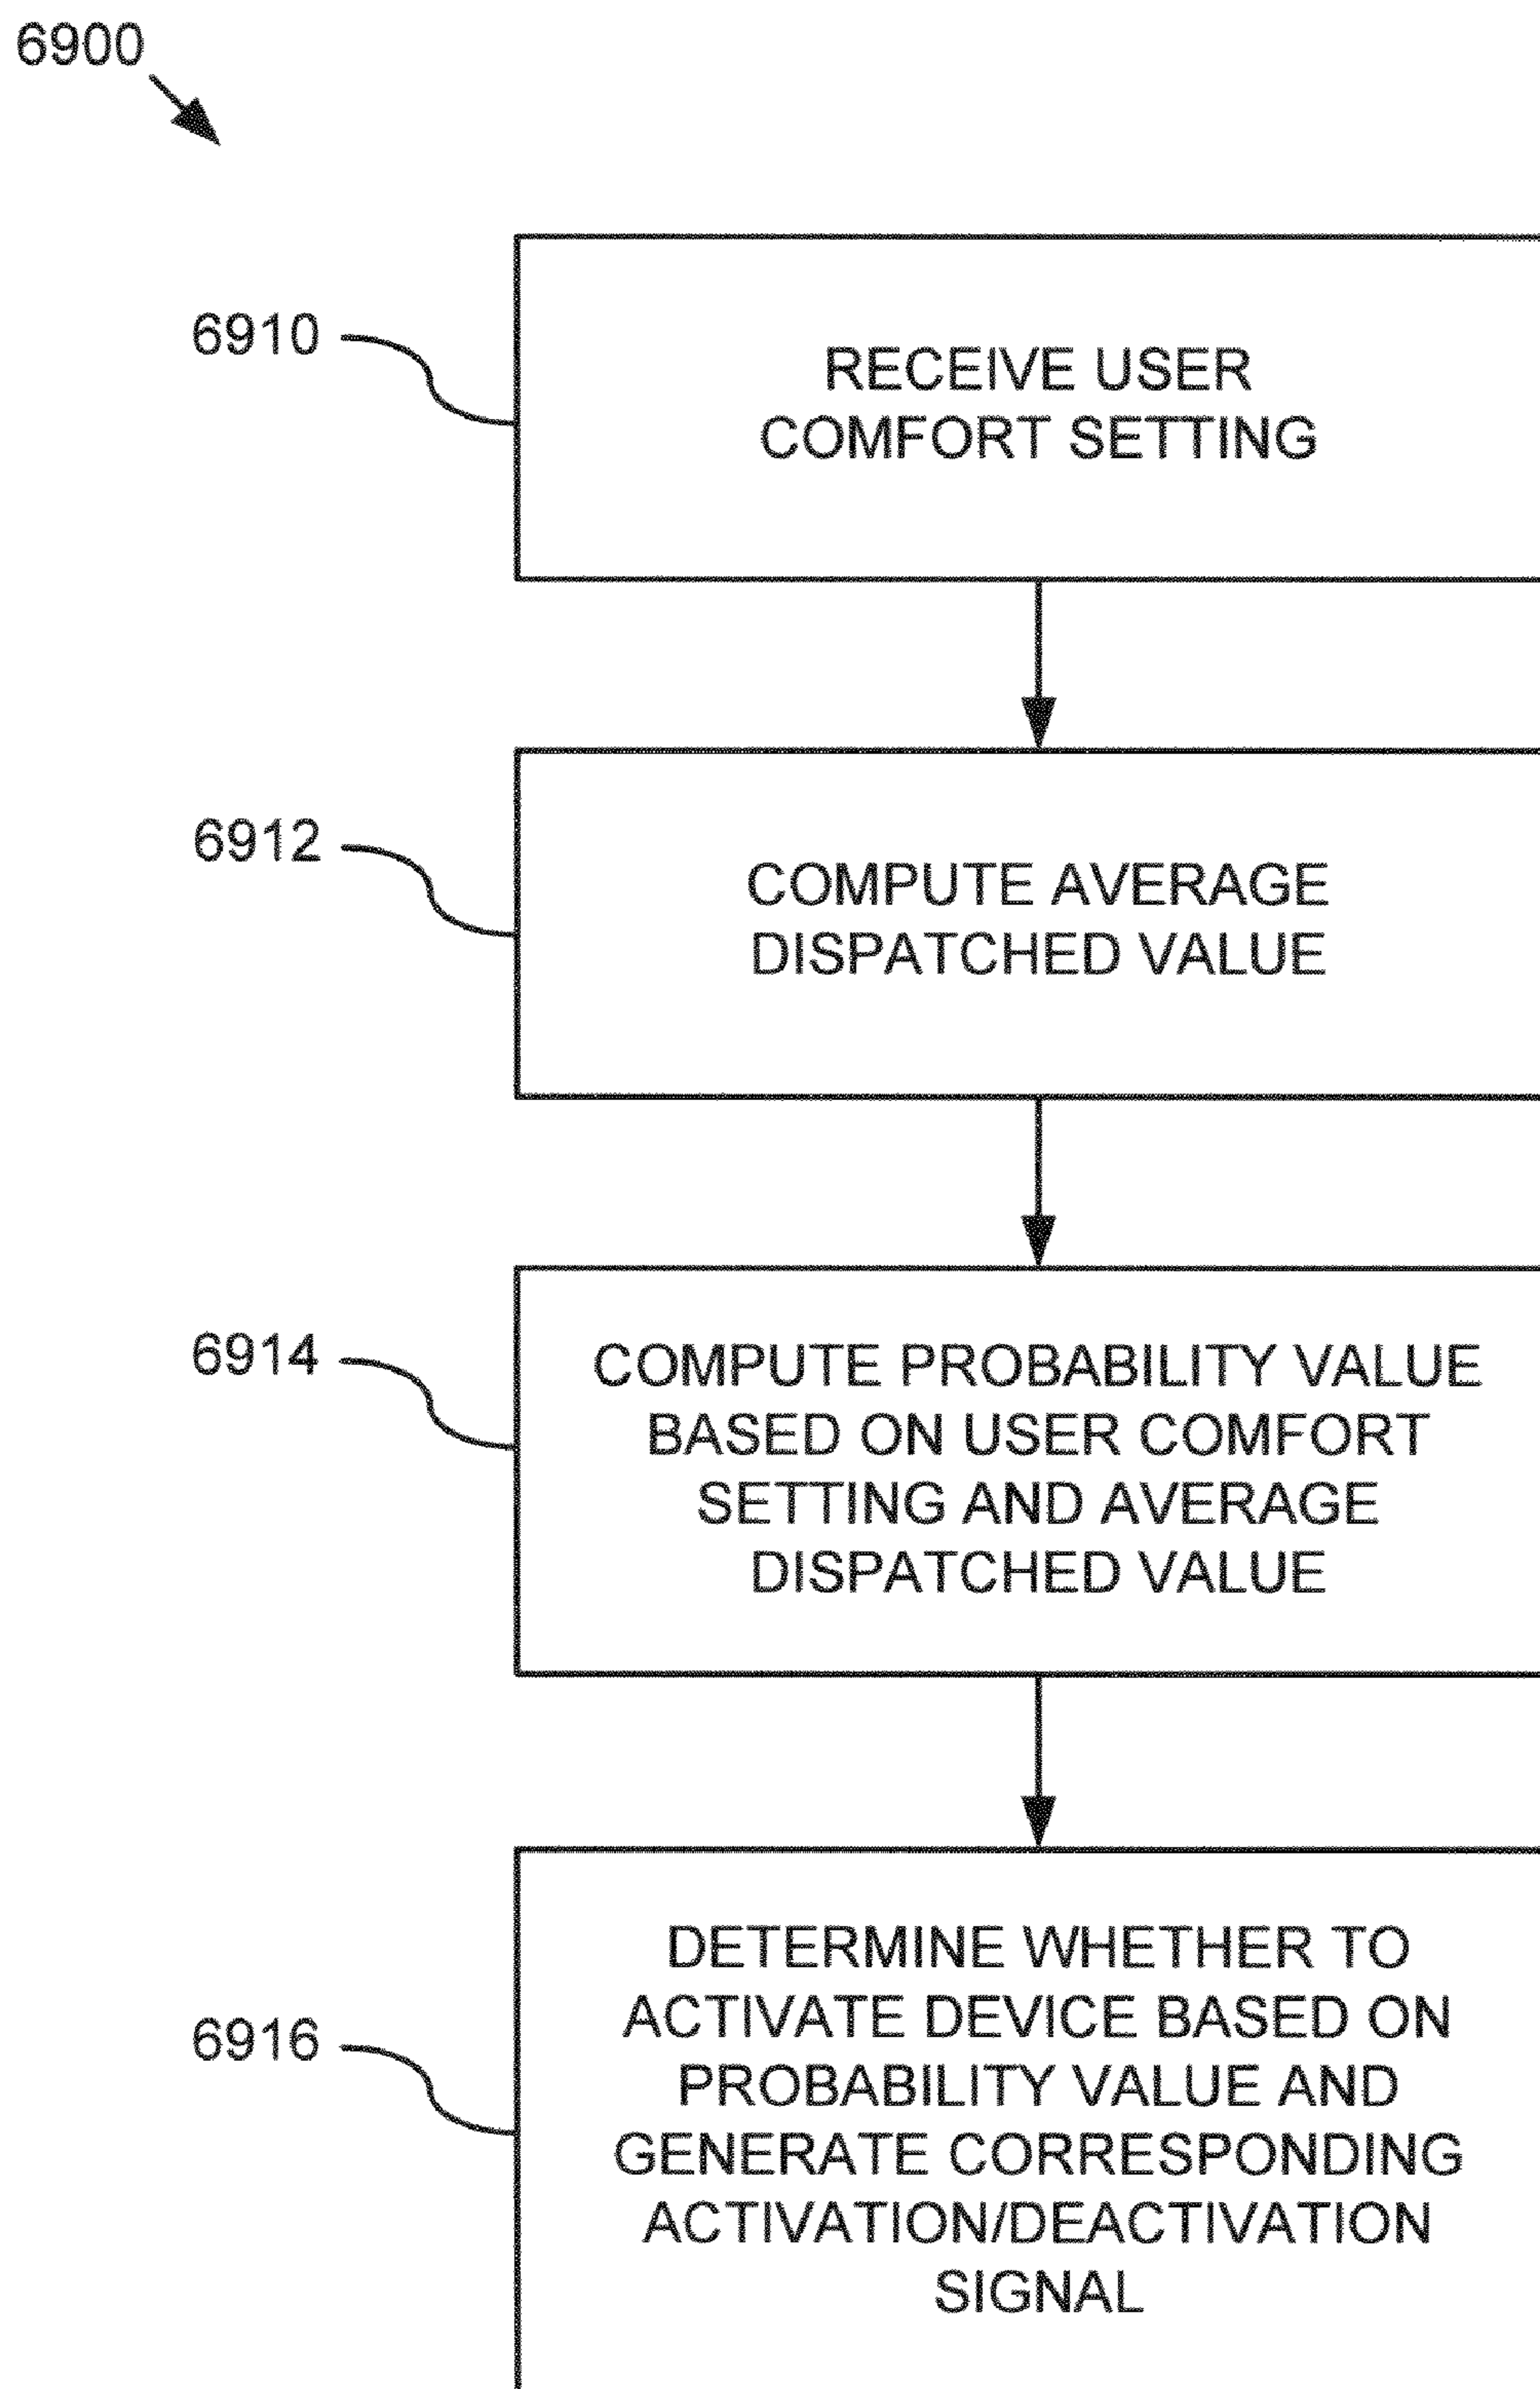 6900
6910
RECEIVE USER
COMFORT SETTING
6912
COMPUTE AVERAGE
DISPATCHED VALUE
6914
COMPUTE PROBABILITY VALUE
BASED ON USER COMFORT
SETTING AND AVERAGE
DISPATCHED VALUE
6916
DETERMINE WHETHER TO
ACTIVATE DEVICE BASED ON
PROBABILITY VALUE AND
GENERATE CORRESPONDING
ACTIVATION/DEACTIVATION
SIGNAL